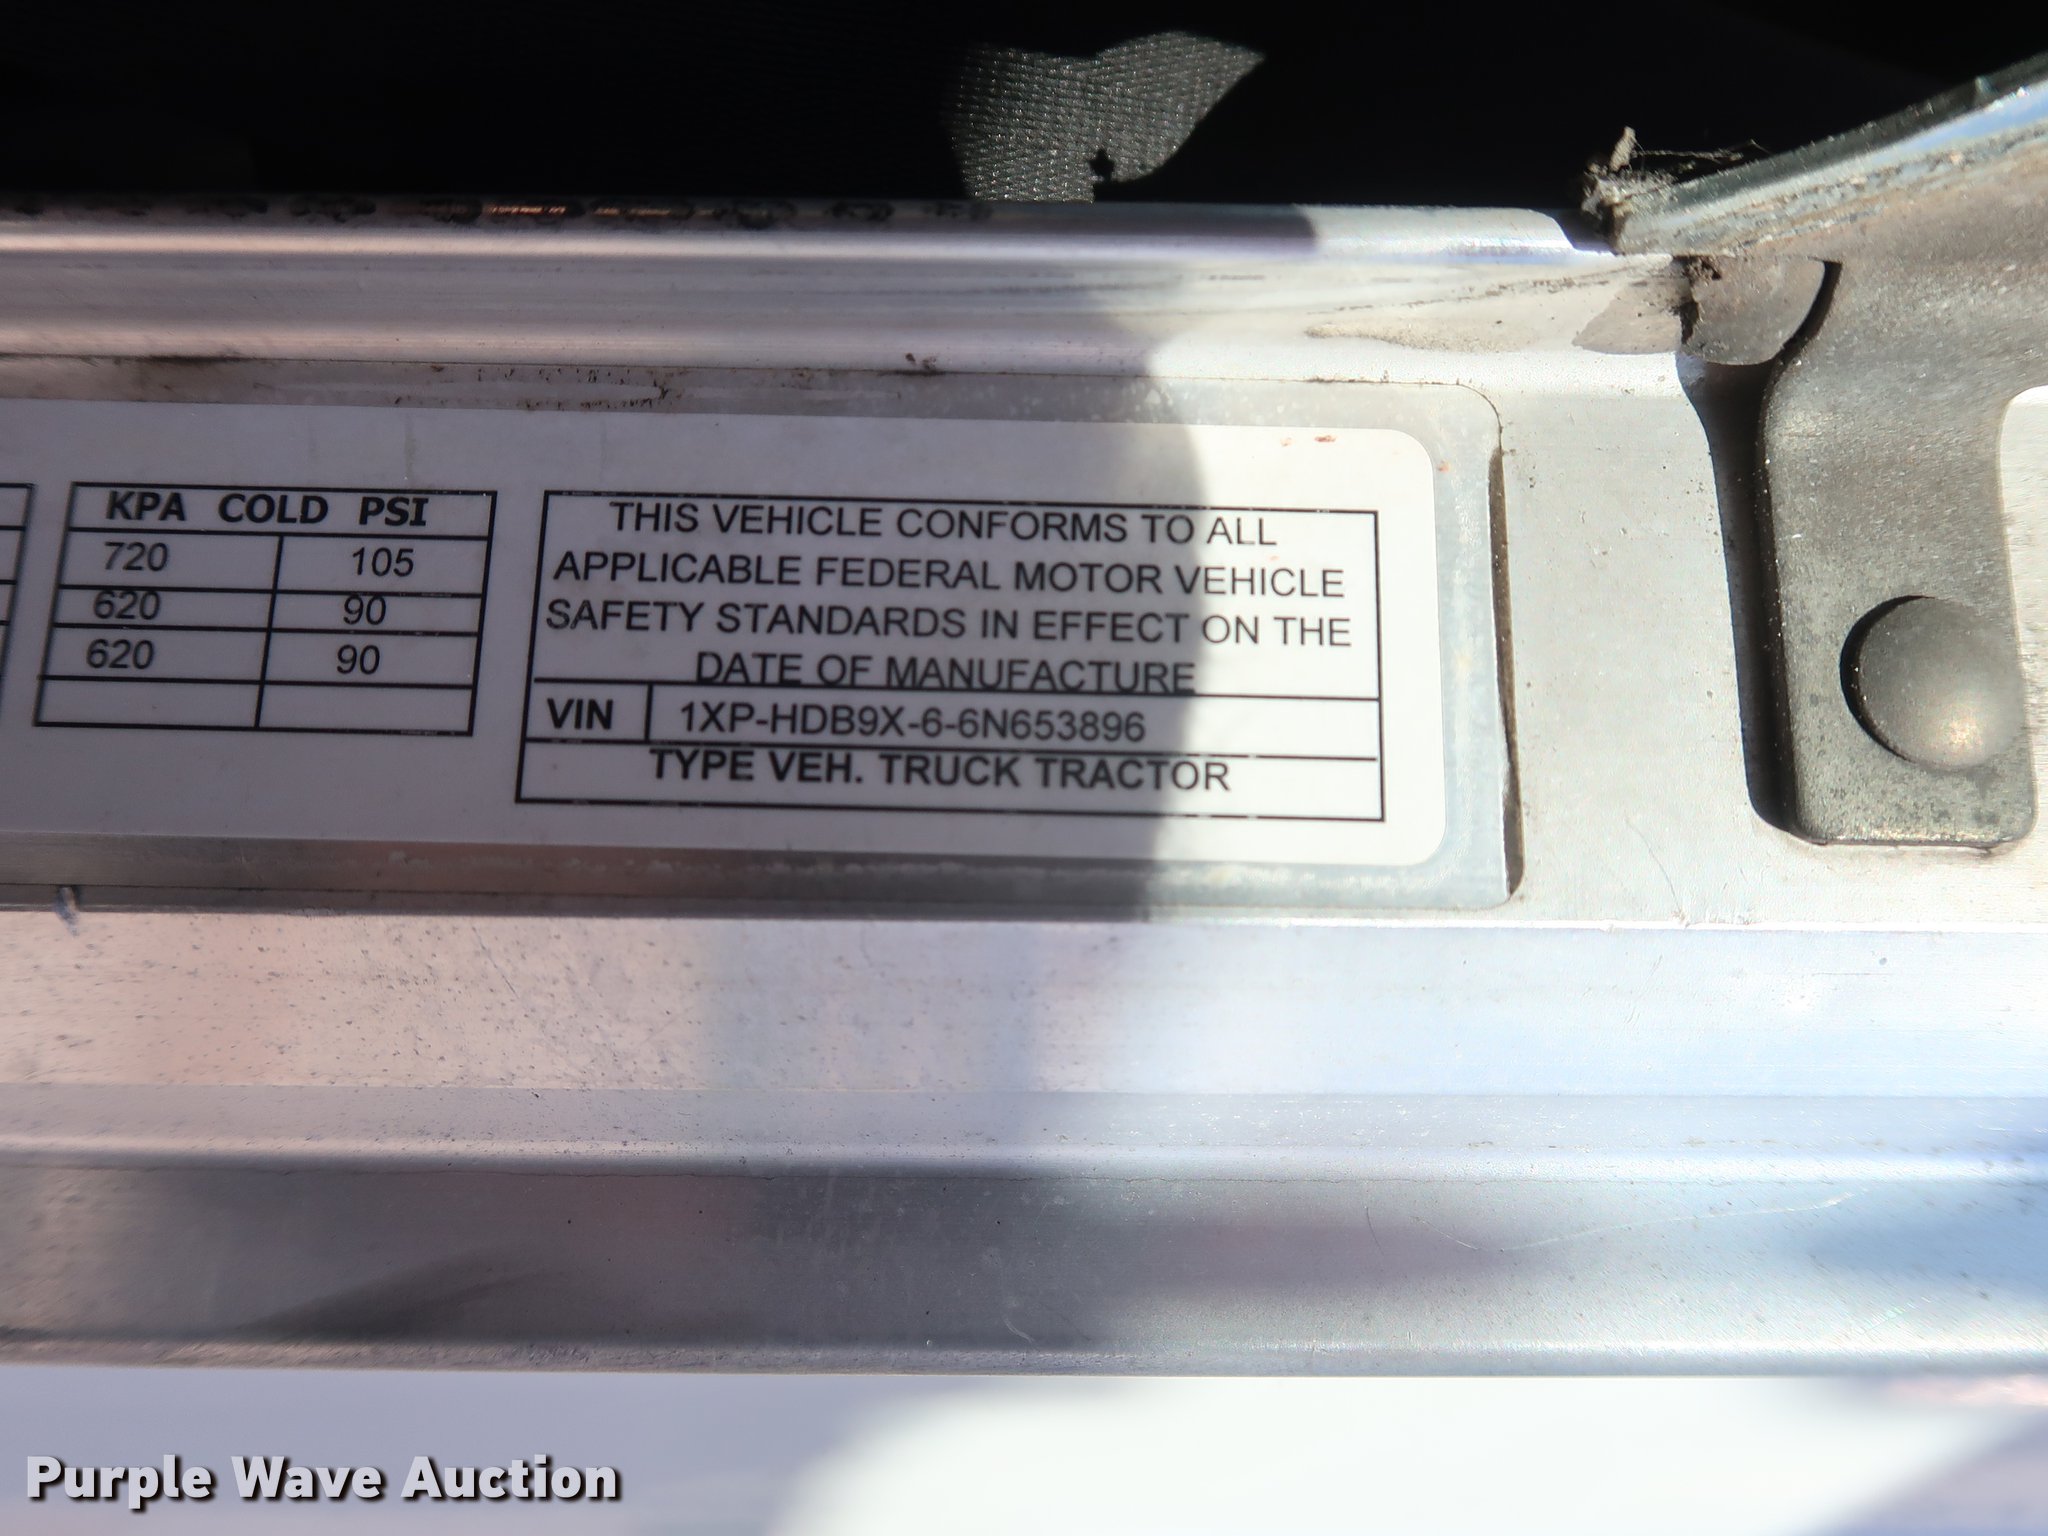 KPA COLD PSI
720 105
620 90
620 90
THIS VEHICLE CONFORMS TO ALL
APPLICABLE FEDERAL MOTOR VEHICLE
SAFETY STANDARDS IN EFFECT ON THE
DATE OF MANUFACTURE
VIN 1XP-HDB9X-6-6N653896
TYPE VEH. TRUCK TRACTOR
Purple Wave Auction